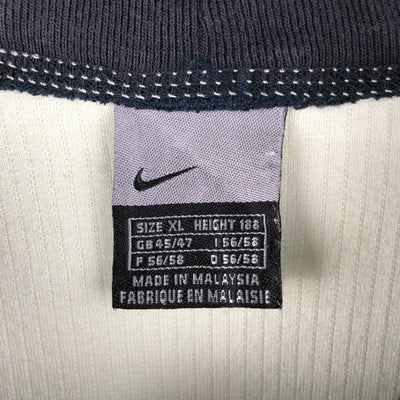 SIZE XL HEIGHT 188
GB 45/47 I 56/58
F 56/58 D 56/58
MADE IN MALAYSIA
FABRIQUE EN MALAISIE